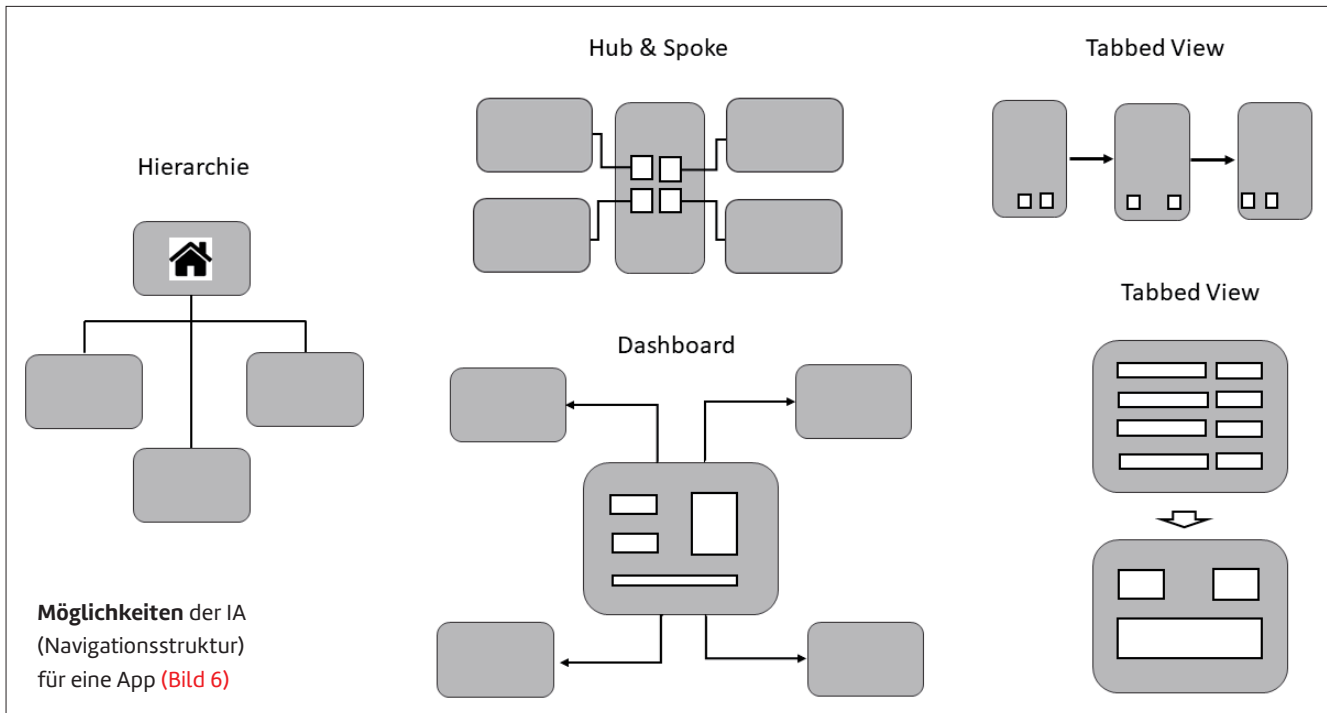 Hub & Spoke
Tabbed View
Hierarchie
Tabbed View
Dashboard
Möglichkeiten der IA
(Navigationsstruktur)
für eine App (Bild 6)